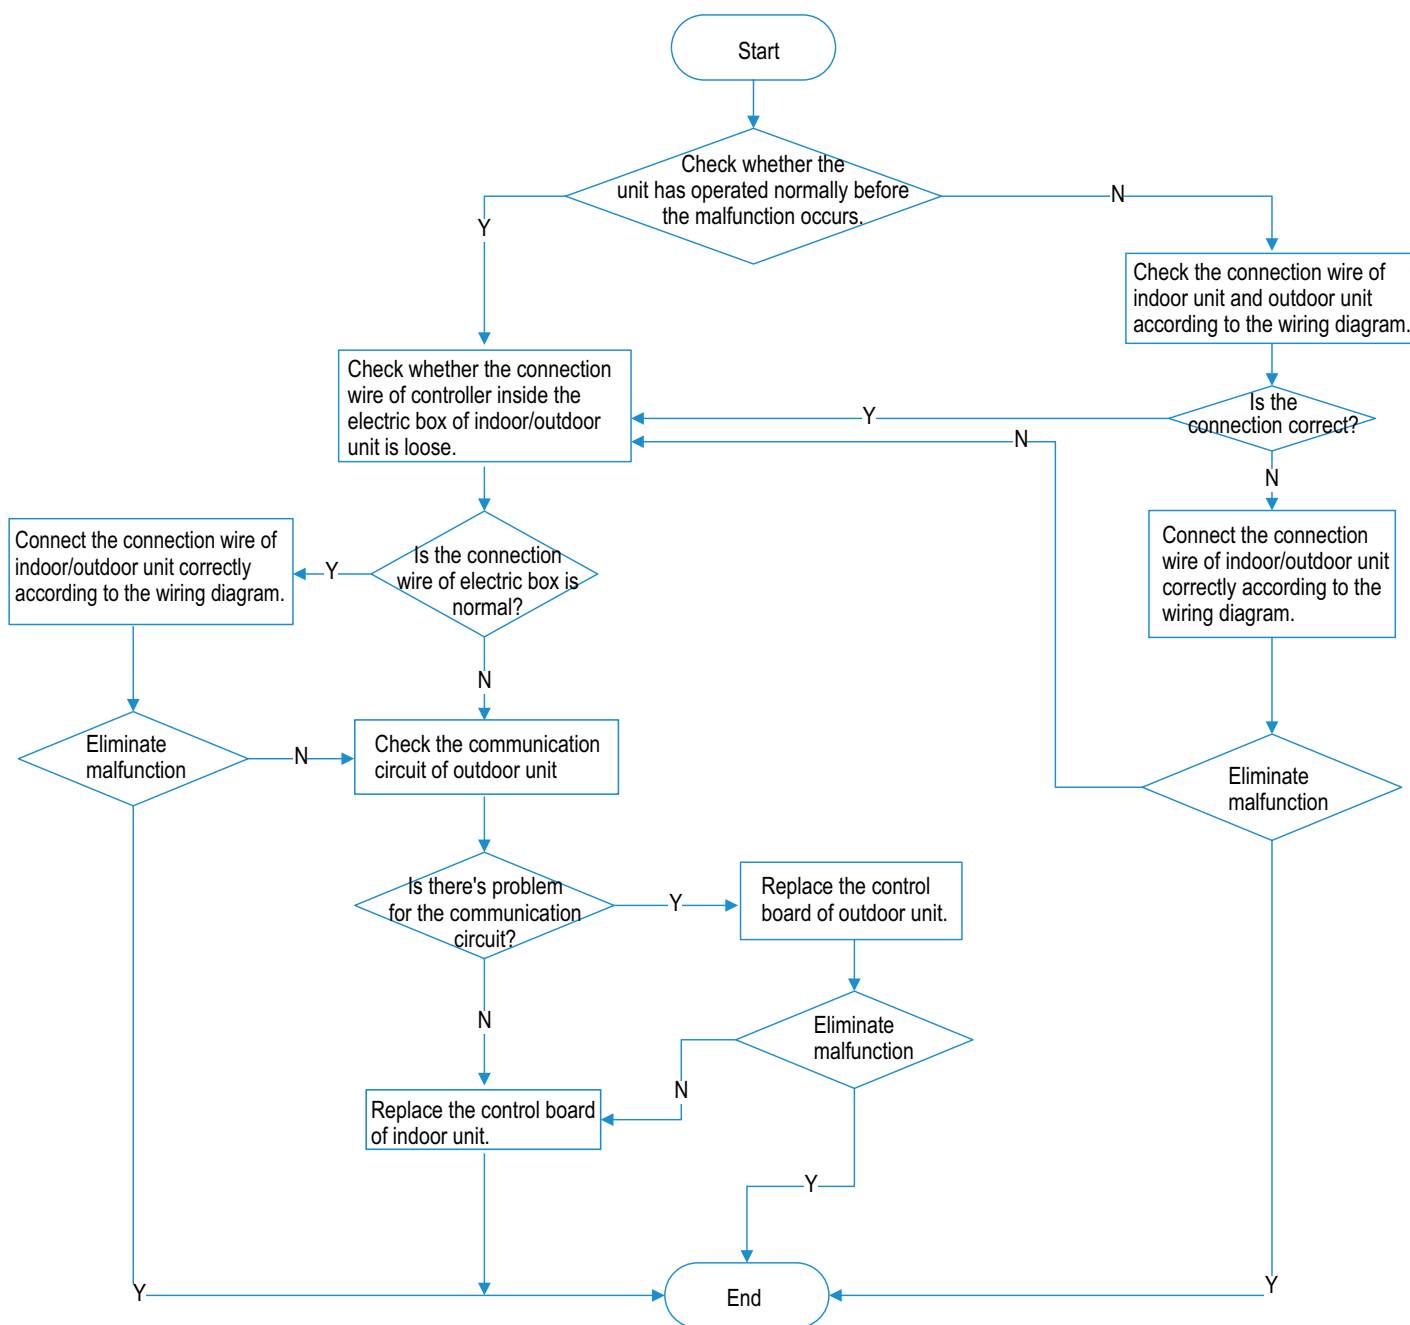 Start
Check whether the
unit has operated normally before
the malfunction occurs.
N
Y
Check the connection wire of
indoor unit and outdoor unit
according to the wiring diagram.
Check whether the connection
wire of controller inside the
electric box of indoor/outdoor
unit is loose.
Y
Is the
connection correct?
N
N
Connect the connection wire of
indoor/outdoor unit correctly
according to the wiring diagram.
Y
Is the connection
wire of electric box is
normal?
Connect the connection
wire of indoor/outdoor unit
correctly according to the
wiring diagram.
N
Eliminate
malfunction
N
Check the communication
circuit of outdoor unit
Eliminate
malfunction
Is there's problem
for the communication
circuit?
Y
Replace the control
board of outdoor unit.
N
Eliminate
malfunction
N
Replace the control board
of indoor unit.
Y
Y
End
Y